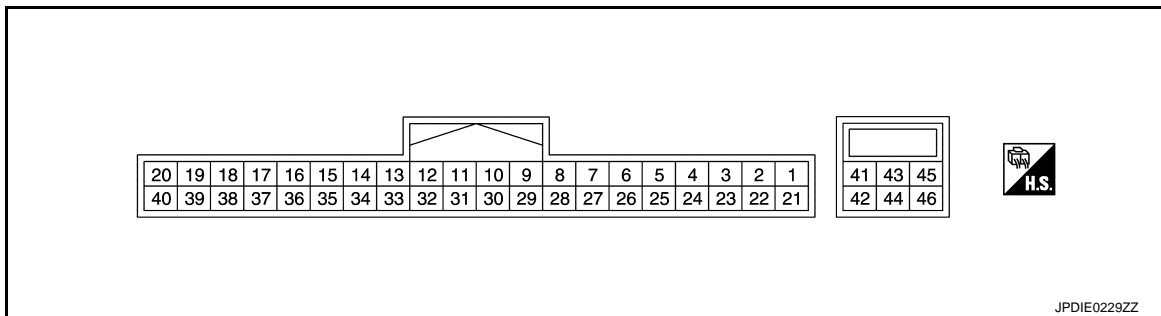 20 19 18 17 16 15 14 13 12 11 10 9 8 7 6 5 4 3 2 1
40 39 38 37 36 35 34 33 32 31 30 29 28 27 26 25 24 23 22 21
41 43 45
42 44 46
H.S.
JPDIE0229ZZ